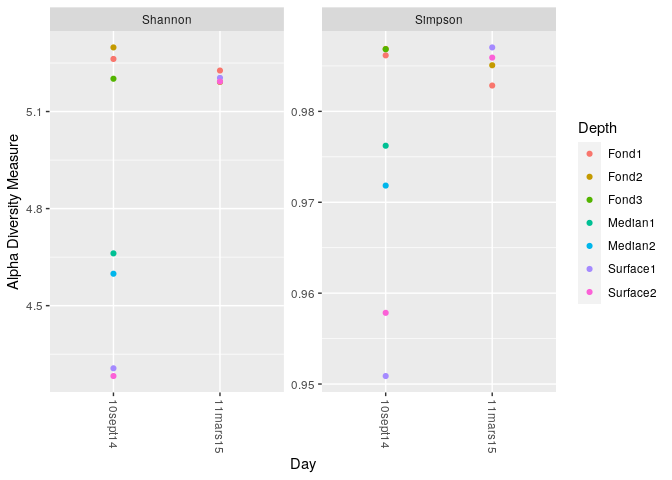 Shannon
Simpson
Alpha Diversity Measure
5.1
4.8
4.5
0.98
0.97
0.96
0.95
10sept14
11mars15
10sept14
11mars15
Day
Depth
Fond1
Fond2
Fond3
Median1
Median2
Surface1
Surface2